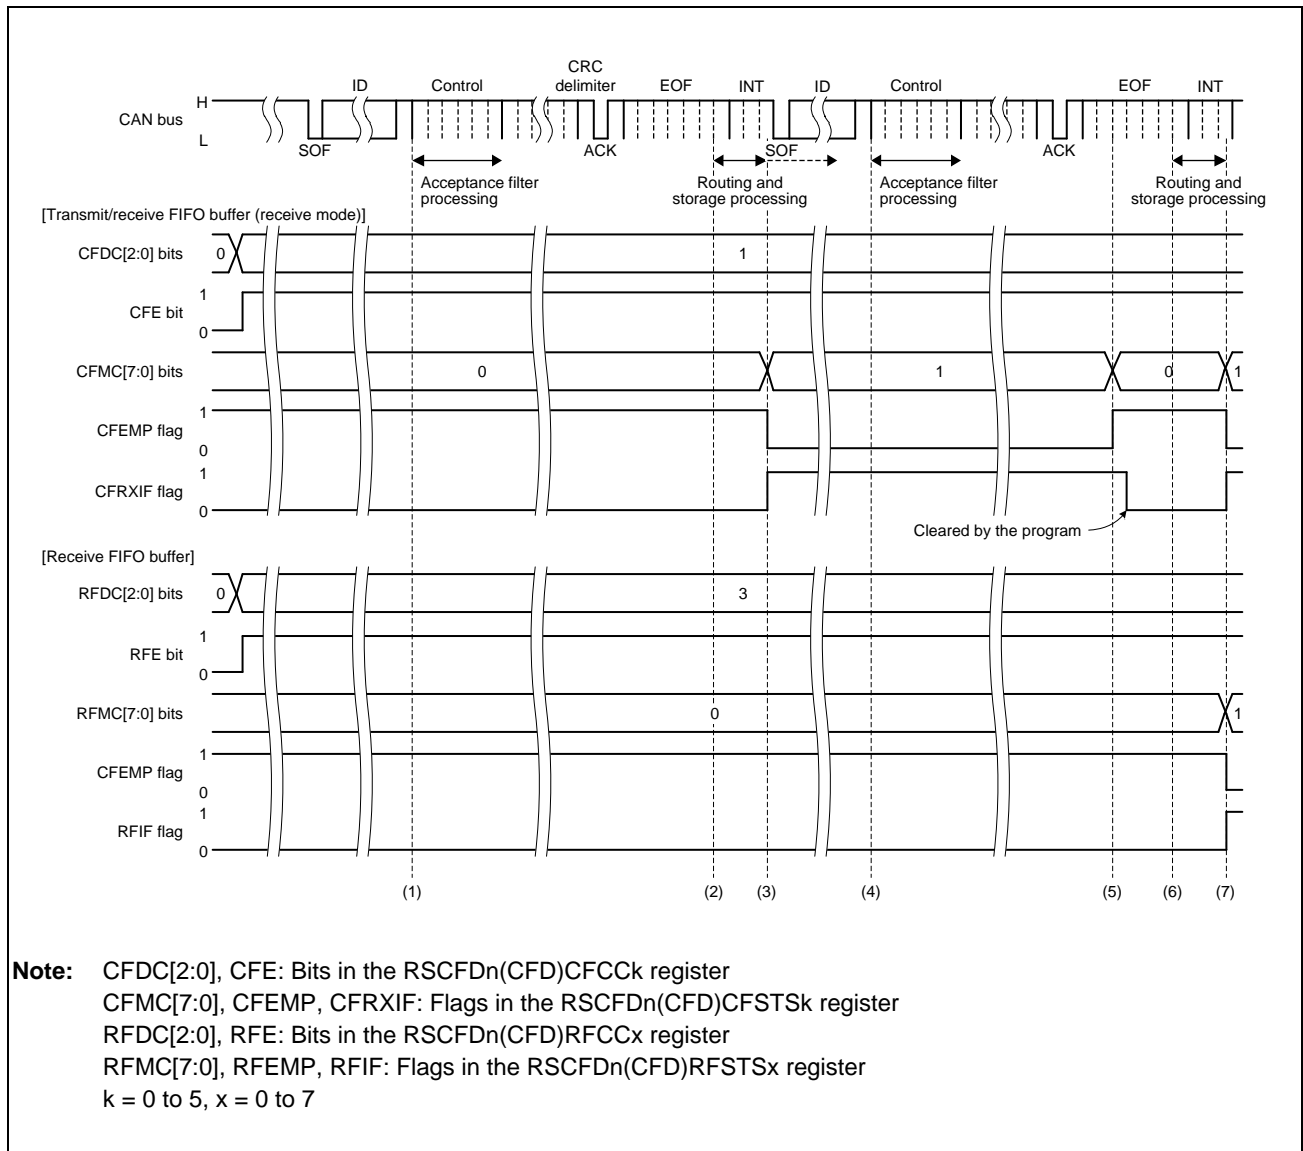 CRC
ID Control delimiter EOF INT ID Control EOF INT
H
CAN bus
L
SOF ACK SOF ACK
Acceptance filter processing
Routing and storage processing
Acceptance filter processing
Routing and storage processing
[Transmit/receive FIFO buffer (receive mode)]
CFDC[2:0] bits 0 1
1
CFE bit
0
CFMC[7:0] bits 0 1 0 1
1
CFEMP flag
0
1
CFRXIF flag
0
Cleared by the program
[Receive FIFO buffer]
RFDC[2:0] bits 0 3
1
RFE bit
0
RFMC[7:0] bits 0 1
1
CFEMP flag
0
1
RFIF flag
0
(1) (2) (3) (4) (5) (6) (7)
Note: CFDC[2:0], CFE: Bits in the RSCFDn(CFD)CFCCk register
CFMC[7:0], CFEMP, CFRXIF: Flags in the RSCFDn(CFD)CFSTSk register
RFDC[2:0], RFE: Bits in the RSCFDn(CFD)RFCCx register
RFMC[7:0], RFEMP, RFIF: Flags in the RSCFDn(CFD)RFSTSx register
k = 0 to 5, x = 0 to 7